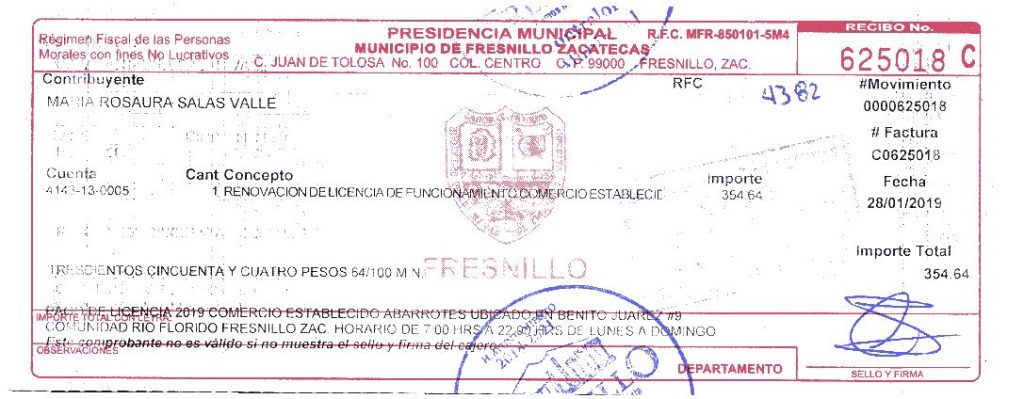 RECIBO No.
PRESIDENCIA MUNICIPAL R.F.C. MFR-850101-5M4
Régimen Fiscal de las Personas
Morales con fines No Lucrativos
MUNICIPIO DE FRESNILLO ZACATECAS
C. JUAN DE TOLOSA No. 100 COL. CENTRO C.P. 99000 FRESNILLO, ZAC.
625018 C
Contribuyente
RFC
4382
#Movimiento
MARIA ROSAURA SALAS VALLE
0000625018
# Factura
C0625018
Cuenta
Cant Concepto
Importe
Fecha
4143-13-0005
1 RENOVACION DE LICENCIA DE FUNCIONAMIENTO COMERCIO ESTABLECIE
354.64
28/01/2019
Importe Total
FRESNILLO
TRESCIENTOS CINCUENTA Y CUATRO PESOS 64/100 M.N.
354.64
PAGO DE LICENCIA 2019 COMERCIO ESTABLECIDO ABARROTES UBICADO EN BENITO JUAREZ #9
IMPORTE TOTAL CON LETRA
COMUNIDAD RIO FLORIDO FRESNILLO ZAC. HORARIO DE 7:00 HRS A 22:00 HRS DE LUNES A DOMINGO
Este comprobante no es válido si no muestra el sello y firma del cajero
OBSERVACIONES
DEPARTAMENTO
SELLO Y FIRMA